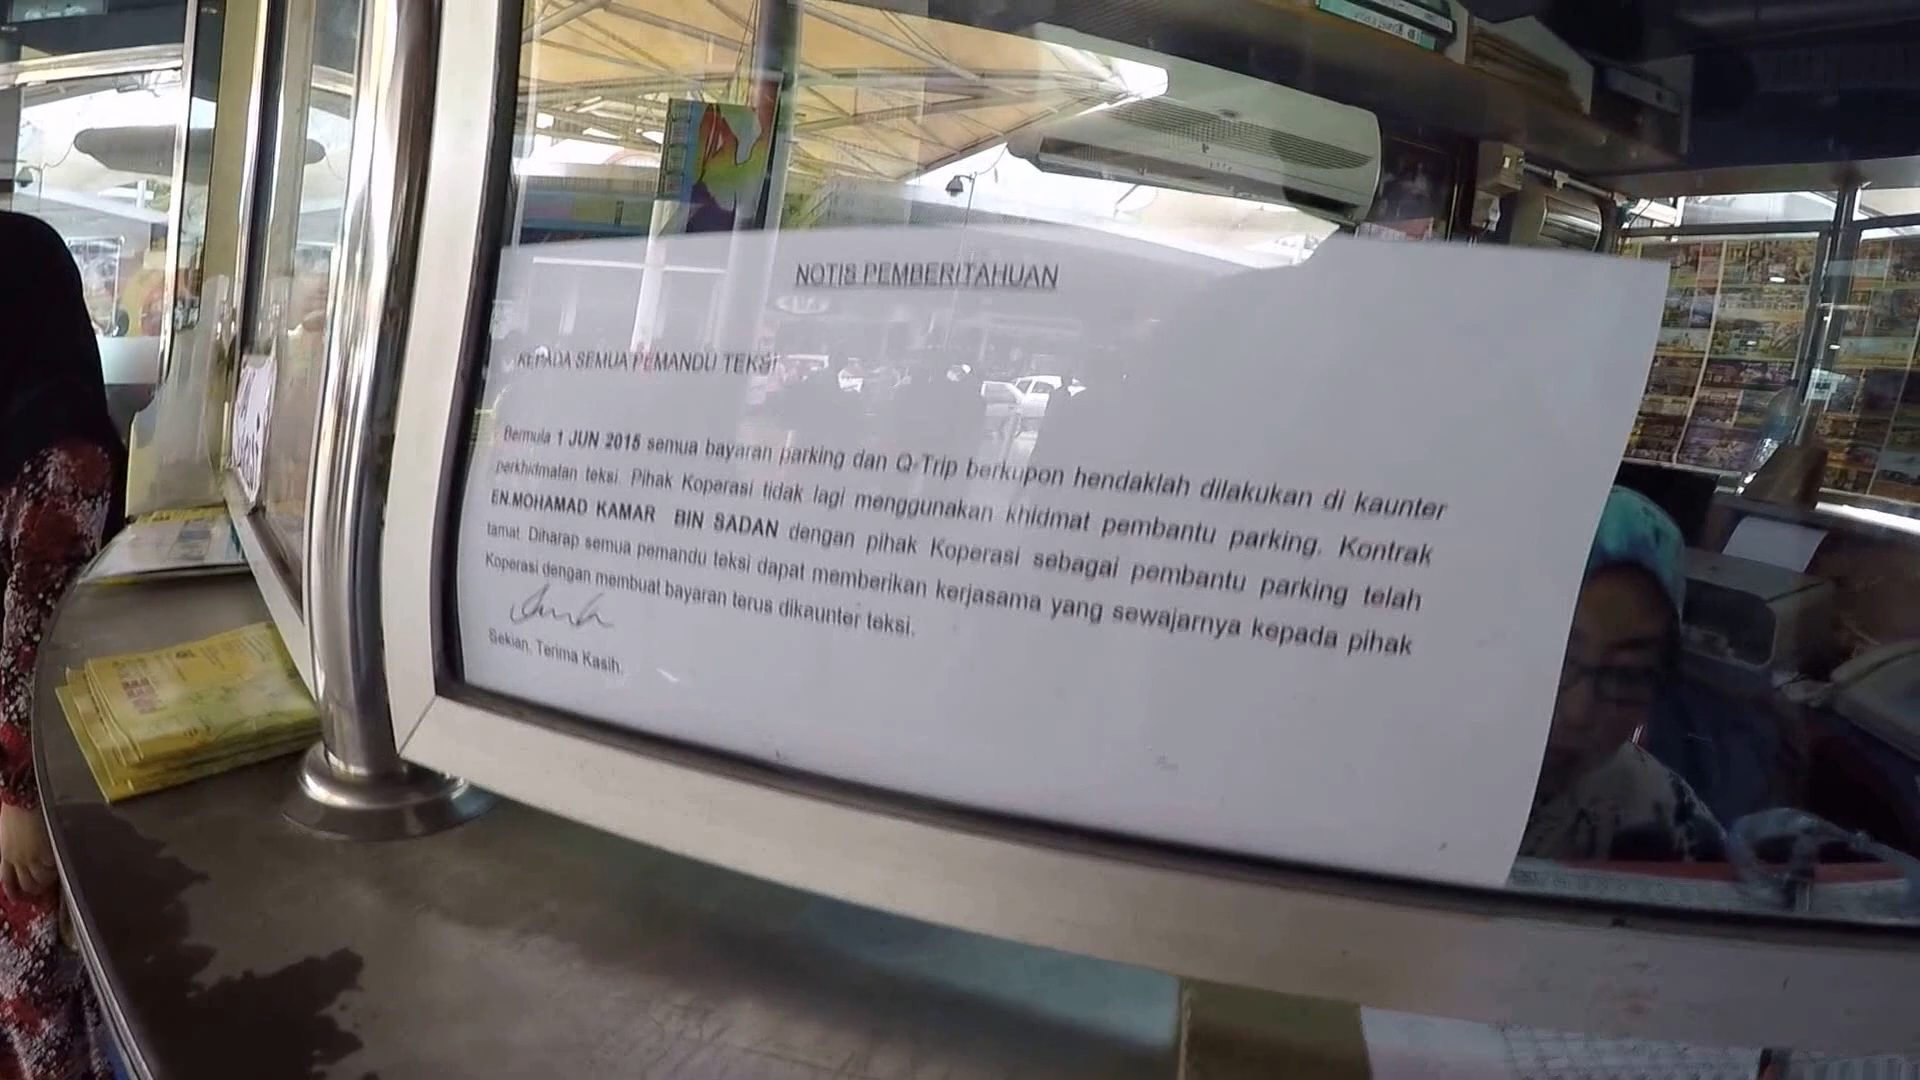 NOTIS PEMBERITAHUAN
KEPADA SEMUA PEMANDU TEKSI
Bermula 1 JUN 2015 semua bayaran parking dan Q-Trip berkupon hendaklah dilakukan di kaunter
perkhidmatan teksi. Pihak Koperasi tidak lagi menggunakan khidmat pembantu parking. Kontrak
EN.MOHAMAD KAMAR BIN SADAN dengan pihak Koperasi sebagai pembantu parking telah
tamat. Diharap semua pemandu teksi dapat memberikan kerjasama yang sewajarnya kepada pihak
Koperasi dengan membuat bayaran terus dikaunter teksi.
Sekian, Terima Kasih.